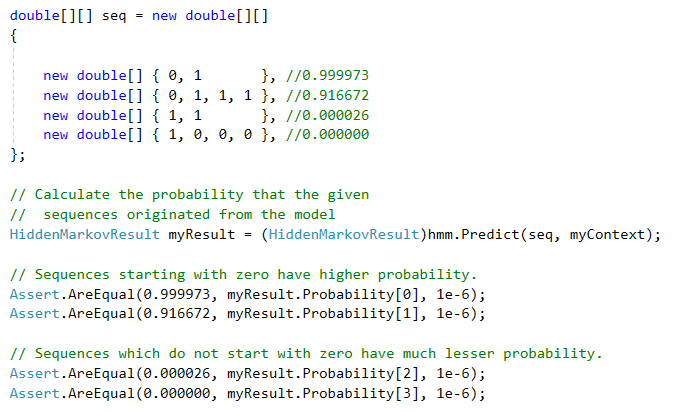 double[][] seq = new double[][]
{
new double[] { 0, 1       }, //0.999973
new double[] { 0, 1, 1, 1 }, //0.916672
new double[] { 1, 1       }, //0.000026
new double[] { 1, 0, 0, 0 }, //0.000000
};
// Calculate the probability that the given
//  sequences originated from the model
HiddenMarkovResult myResult = (HiddenMarkovResult)hmm.Predict(seq, myContext);
// Sequences starting with zero have higher probability.
Assert.AreEqual(0.999973, myResult.Probability[0], 1e-6);
Assert.AreEqual(0.916672, myResult.Probability[1], 1e-6);
// Sequences which do not start with zero have much lesser probability.
Assert.AreEqual(0.000026, myResult.Probability[2], 1e-6);
Assert.AreEqual(0.000000, myResult.Probability[3], 1e-6);